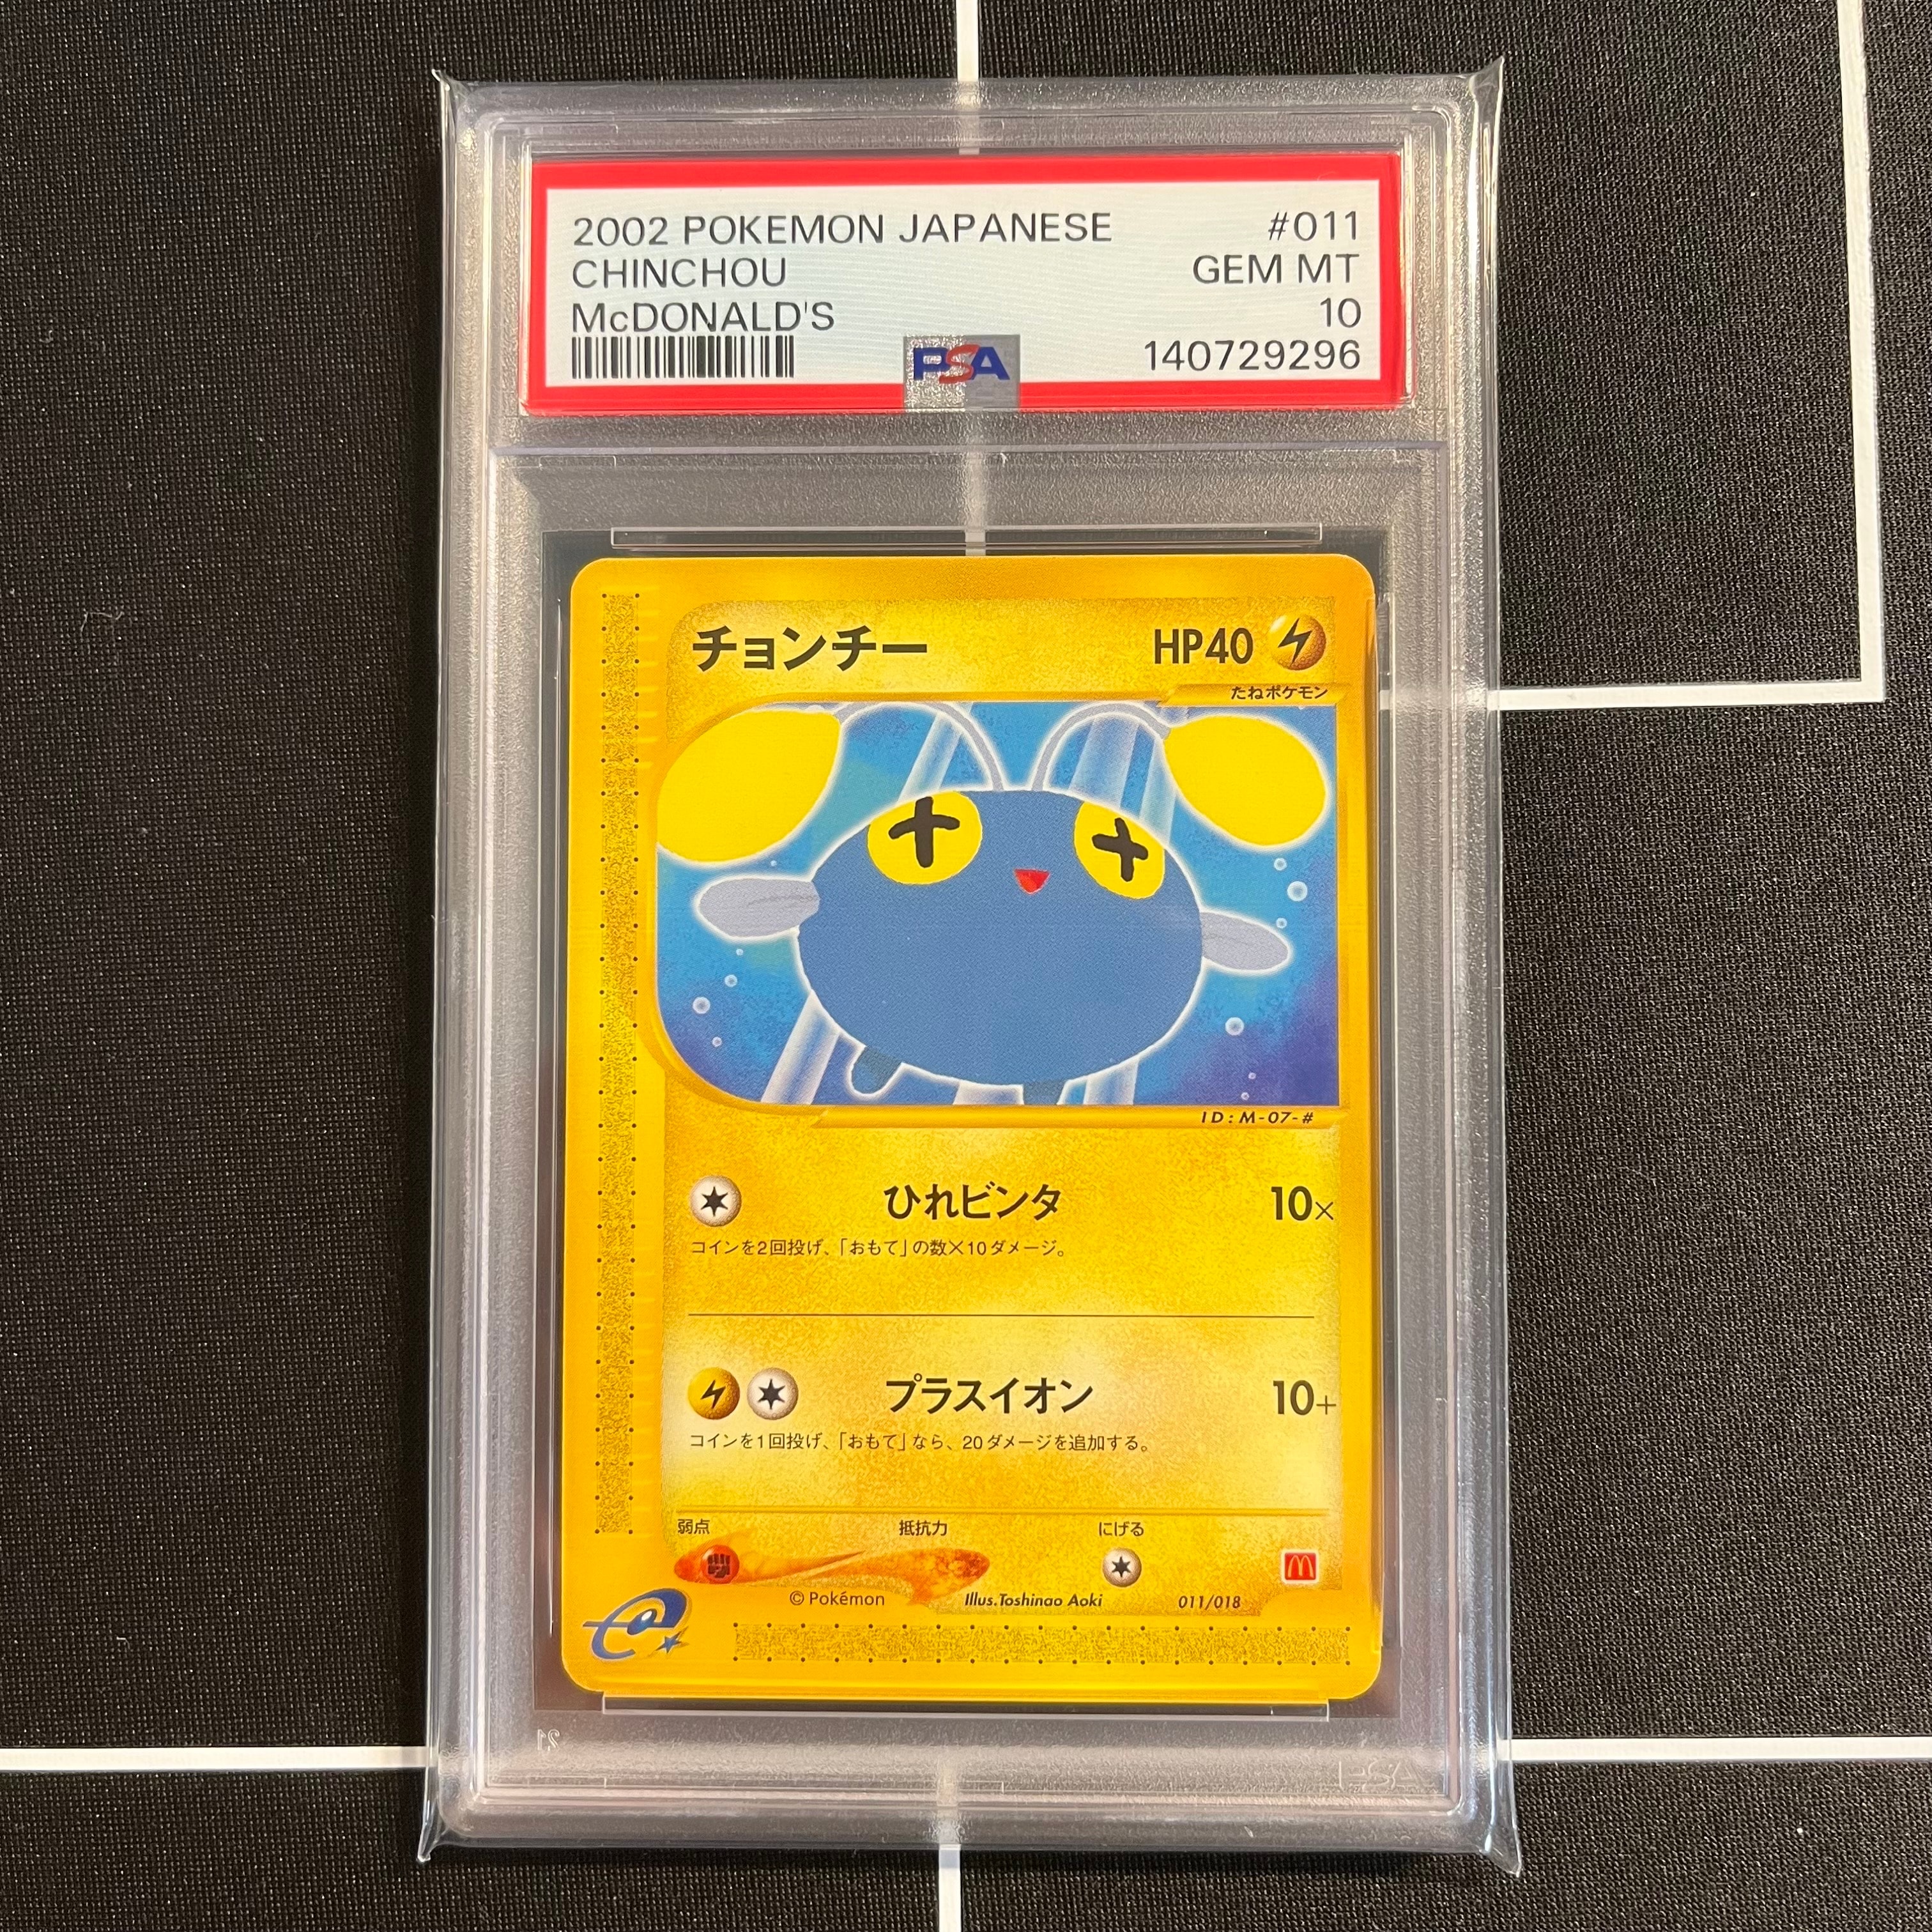 2002 POKEMON JAPANESE #011
CHINCHOU GEM MT
McDONALD'S 10
PSA 140729296
チョンチー HP40
たねポケモン
ID:M-07-#
ひれビンタ 10×
コインを2回投げ、「おもて」の数×10ダメージ。
プラスイオン 10+
コインを1回投げ、「おもて」なら、20ダメージを追加する。
弱点 抵抗力 にげる
© Pokémon Illus.Toshinao Aoki 011/018
e